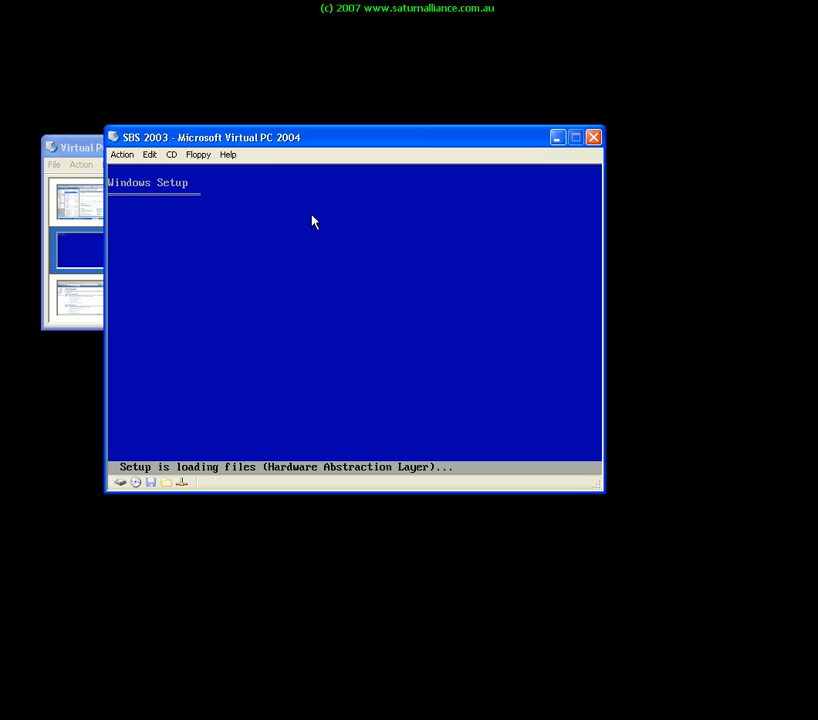 (c) 2007 www.saturnalliance.com.au
SBS 2003 - Microsoft Virtual PC 2004
Virtual P
Action Edit CD Floppy Help
File Action
Windows Setup
Setup is loading files (Hardware Abstraction Layer)...